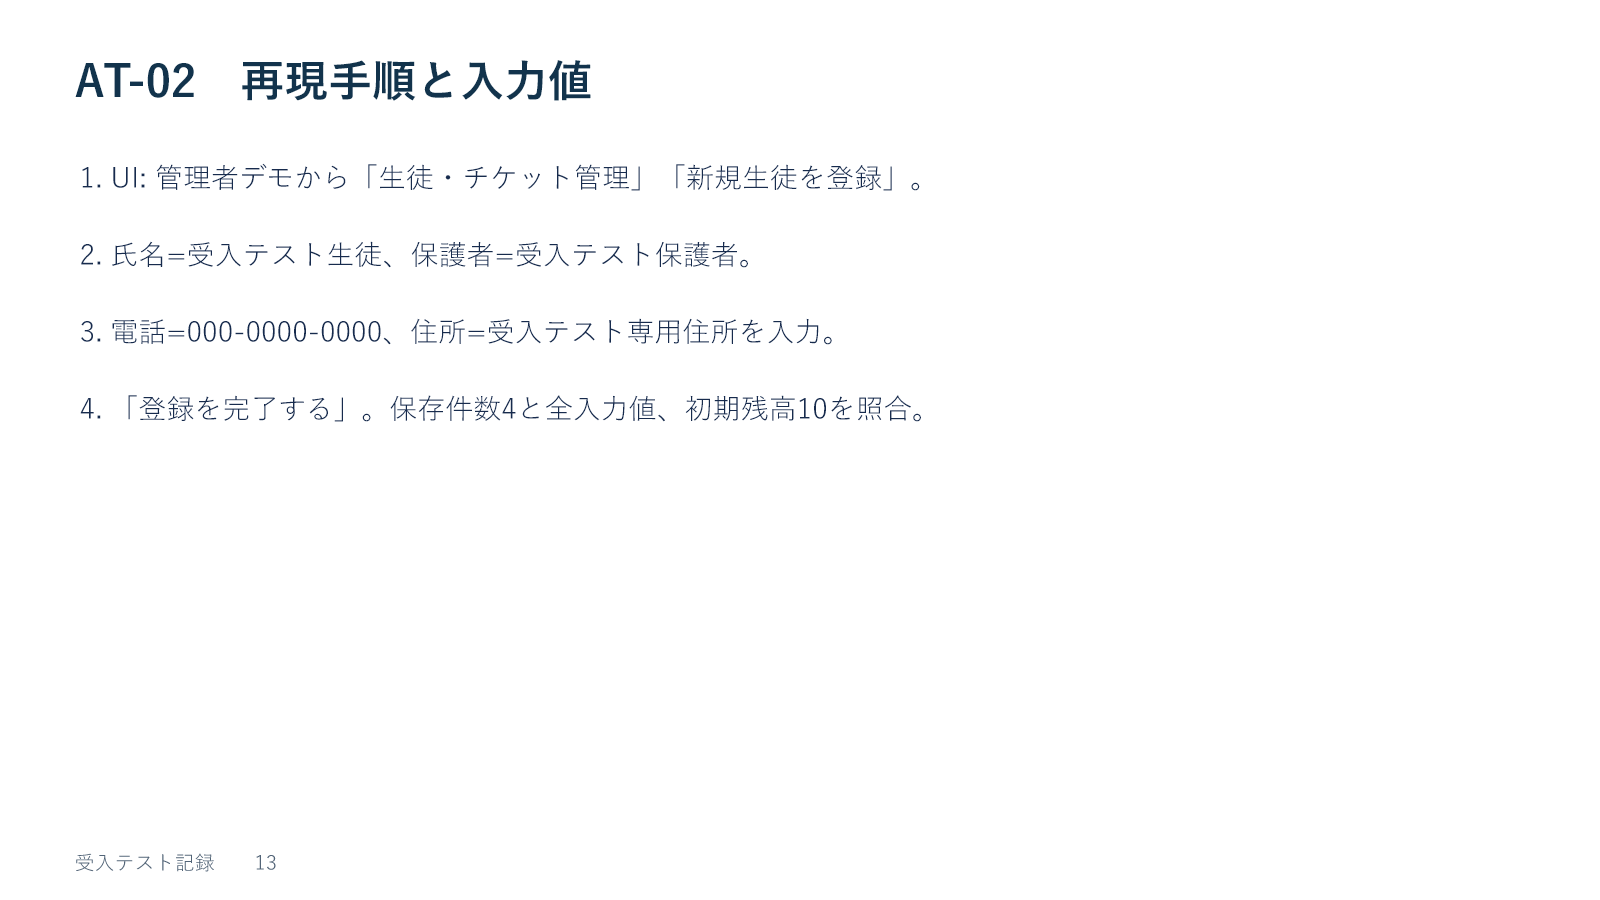 AT-02　再現手順と入力値
1. UI: 管理者デモから「生徒・チケット管理」「新規生徒を登録」。
2. 氏名=受入テスト生徒、保護者=受入テスト保護者。
3. 電話=000-0000-0000、住所=受入テスト専用住所を入力。
4. 「登録を完了する」。保存件数4と全入力値、初期残高10を照合。
受入テスト記録　　13